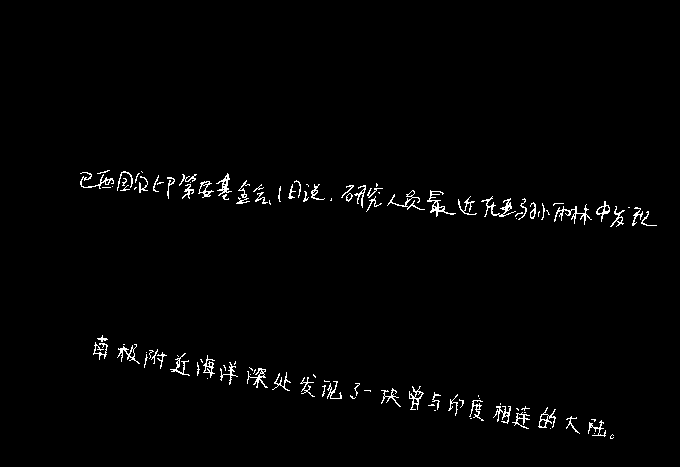 巴西国家印第安基金会1日说,研究人员最近在亚马孙雨林中发现
南极附近海洋深处发现了一块曾与印度相连的大陆。